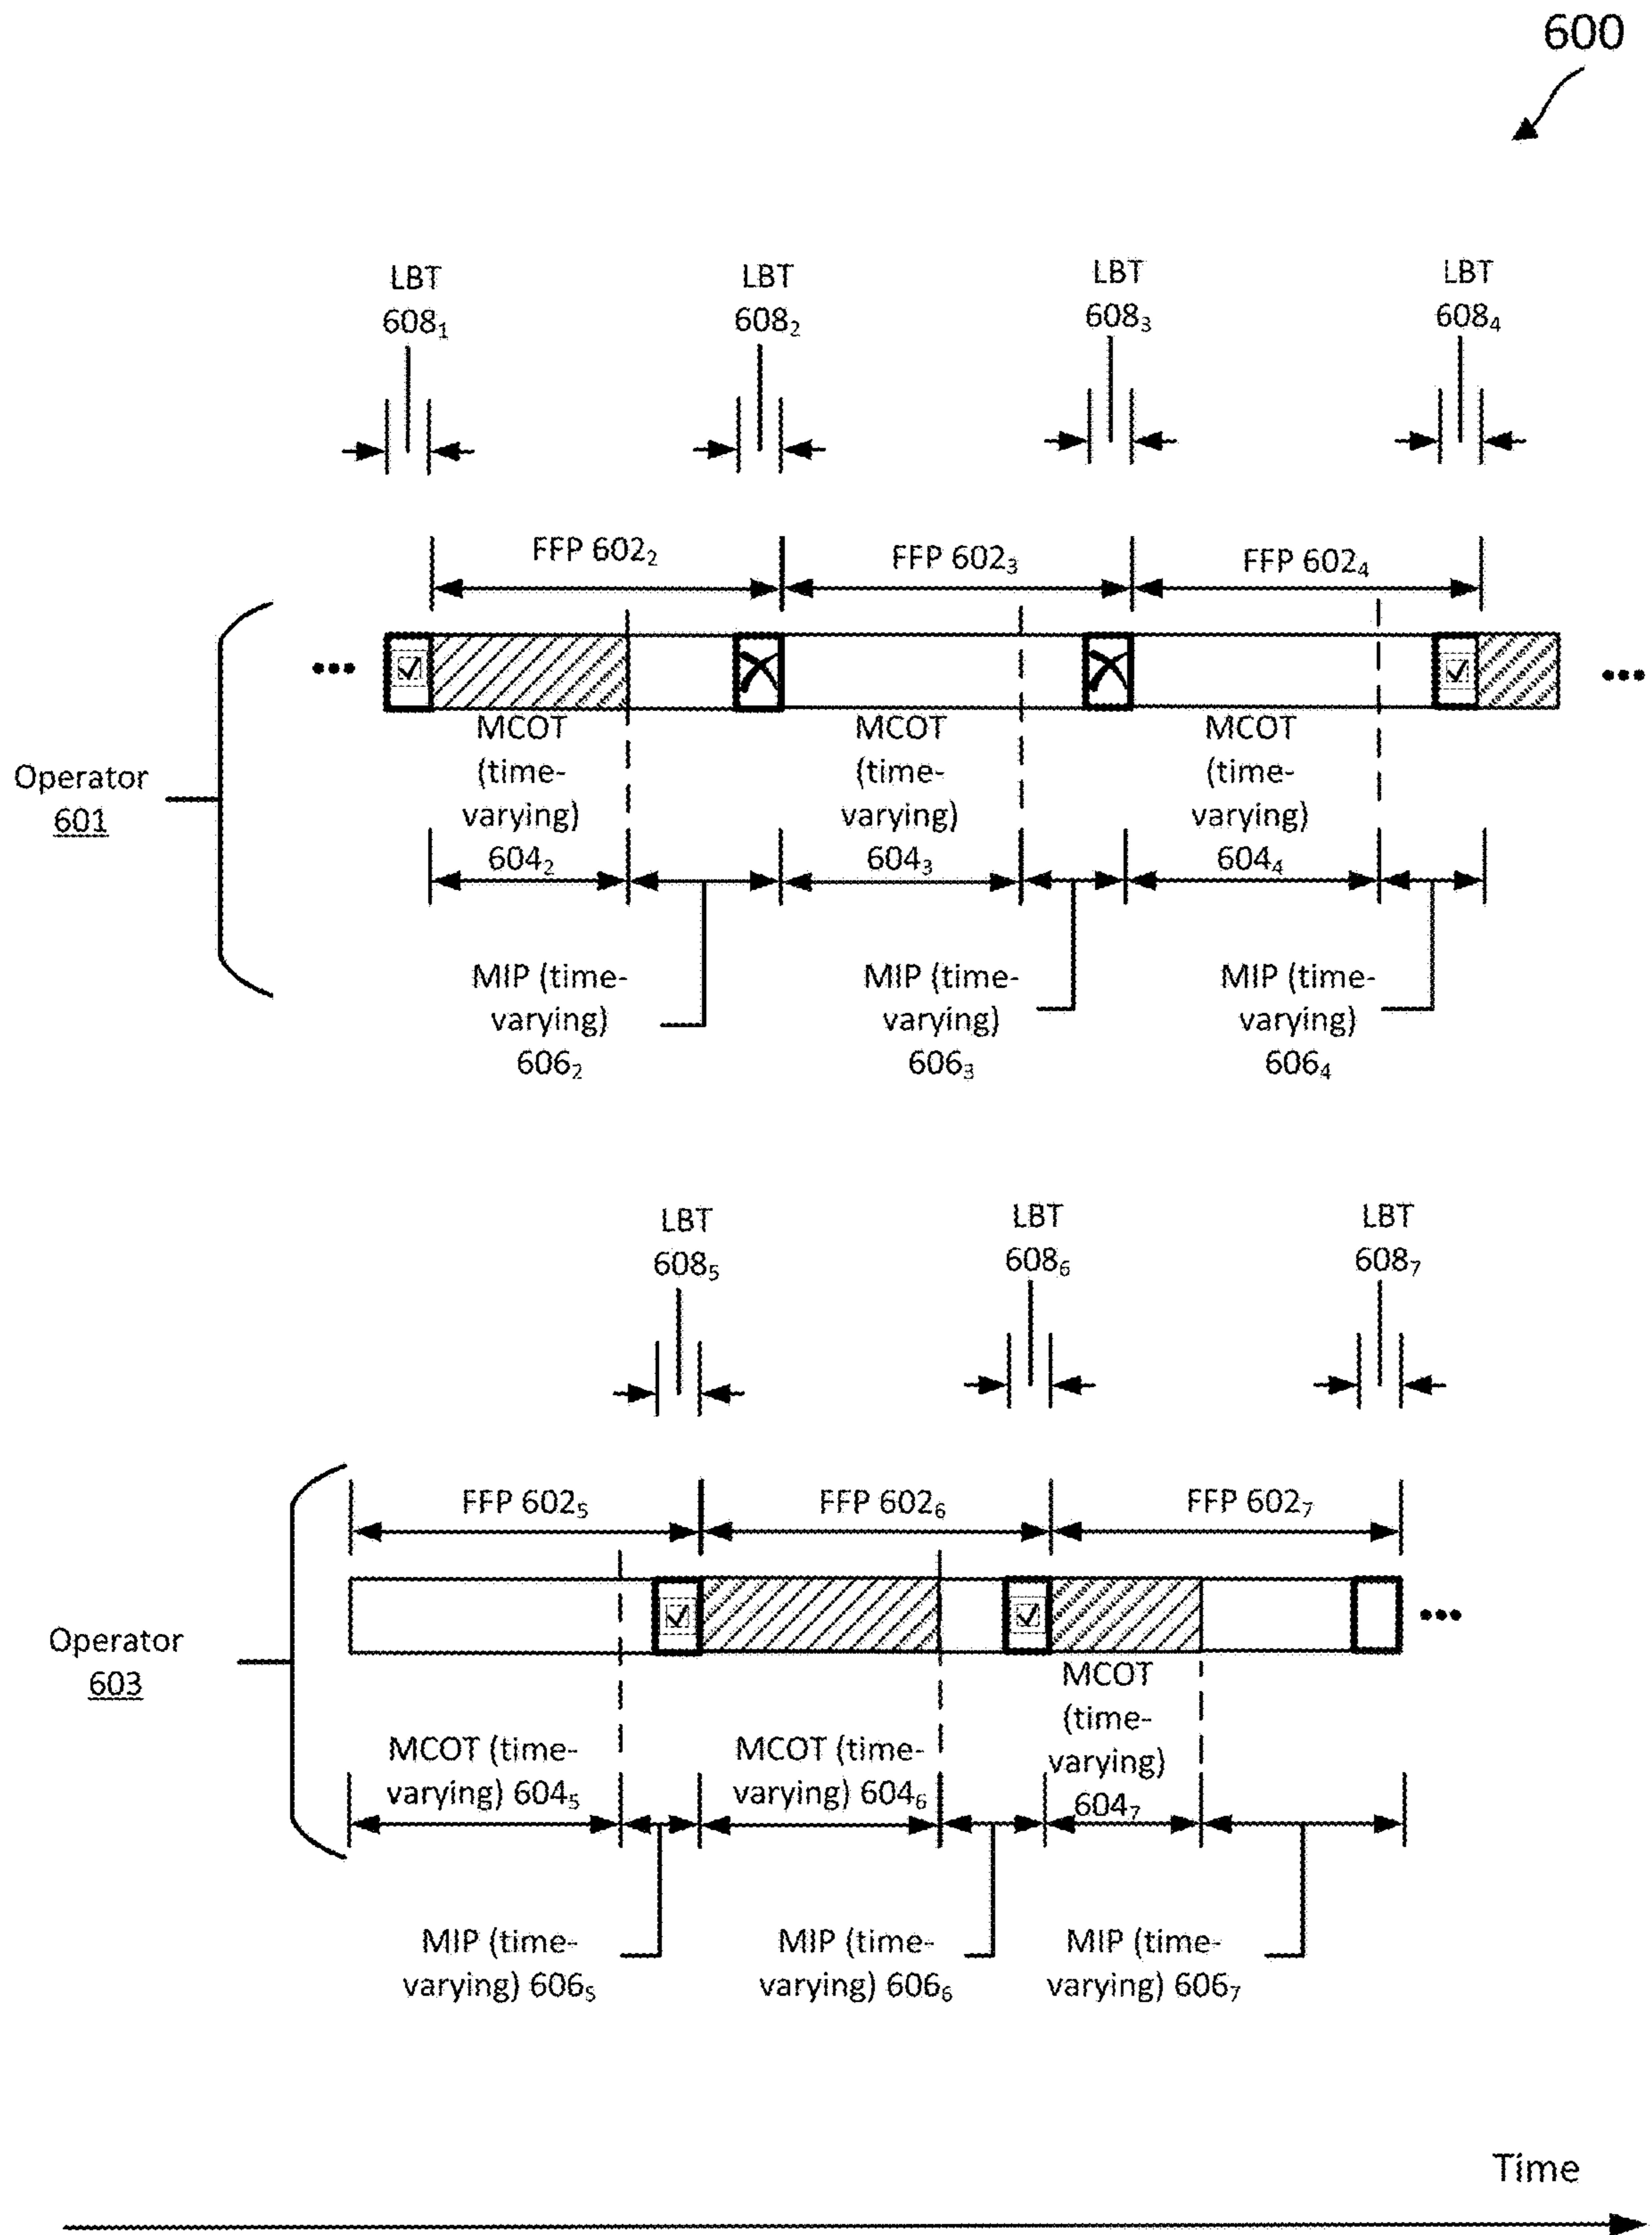 600
LBT
608₁
LBT
608₂
LBT
608₃
LBT
608₄
FFP 602₂
FFP 602₃
FFP 602₄
...
...
Operator
601
MCOT
(time-
varying)
604₂
MCOT
(time-
varying)
604₃
MCOT
(time-
varying)
604₄
MIP (time-
varying)
606₂
MIP (time-
varying)
606₃
MIP (time-
varying)
606₄
LBT
608₅
LBT
608₆
LBT
608₇
FFP 602₅
FFP 602₆
FFP 602₇
...
Operator
603
MCOT (time-
varying) 604₅
MCOT (time-
varying) 604₆
MCOT
(time-
varying)
604₇
MIP (time-
varying) 606₅
MIP (time-
varying) 606₆
MIP (time-
varying) 606₇
Time